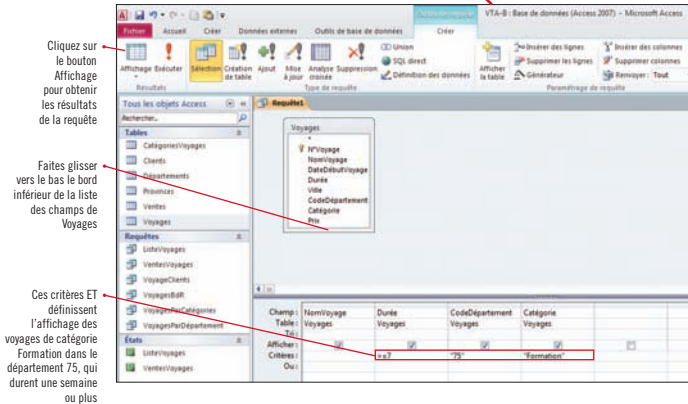 VTA-B : Base de données (Access 2007) - Microsoft Access
Fichier Accueil Créer Données externes Outils de base de données Créer
Cliquez sur
le bouton
Affichage
pour obtenir
les résultats
de la requête
Affichage Exécuter Sélection Création de table Ajout Mise à jour Analyse croisée Suppression
Union
SQL direct
Définition des données
Afficher la table
Insérer des lignes
Supprimer les lignes
Générateur
Insérer des colonnes
Supprimer colonnes
Renvoyer : Tout
Résultats Type de requête Paramétrage de requête
Tous les objets Access
Rechercher...
Tables
CatégoriesVoyages
Clients
Départements
Provinces
Ventes
Voyages
Requêtes
ListeVoyages
VentesVoyages
VoyageClients
VoyagesBdR
VoyagesParCatégories
VoyagesParDépartement
États
ListeVoyages
VentesVoyages
Requête1
Voyages
*
N°Voyage
NomVoyage
DateDébutVoyage
Durée
Ville
CodeDépartement
Catégorie
Prix
Faites glisser
vers le bas le bord
inférieur de la liste
des champs de
Voyages
Ces critères ET
définissent
l'affichage des
voyages de catégorie
Formation dans le
département 75, qui
durent une semaine
ou plus
Champ : NomVoyage Durée CodeDépartement Catégorie
Table : Voyages Voyages Voyages Voyages
Tri :
Afficher :
Critères : "75" "Formation"
Ou :